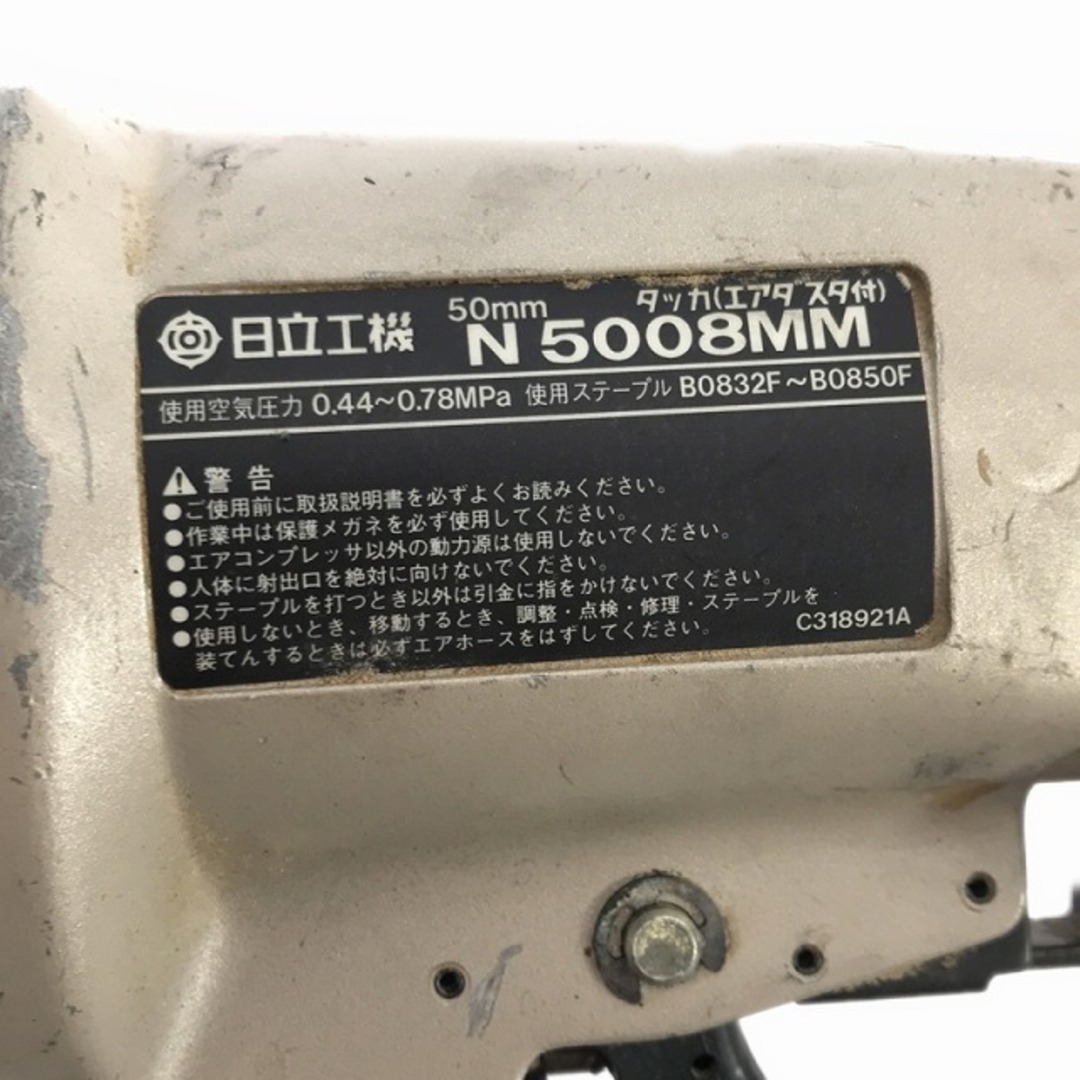 日立工機 50mm タッカ(エアダスタ付)
N 5008MM
使用空気圧力 0.44～0.78MPa 使用ステープル B0832F～B0850F
⚠警告
●ご使用前に取扱説明書を必ずよくお読みください。
●作業中は保護メガネを必ず使用してください。
●エアコンプレッサ以外の動力源は使用しないでください。
●人体に射出口を絶対に向けないでください。
●ステープルを打つとき以外は引金に指をかけないでください。
●使用しないとき、移動するとき、調整・点検・修理・ステープルを
装てんするときは必ずエアホースをはずしてください。
C318921A